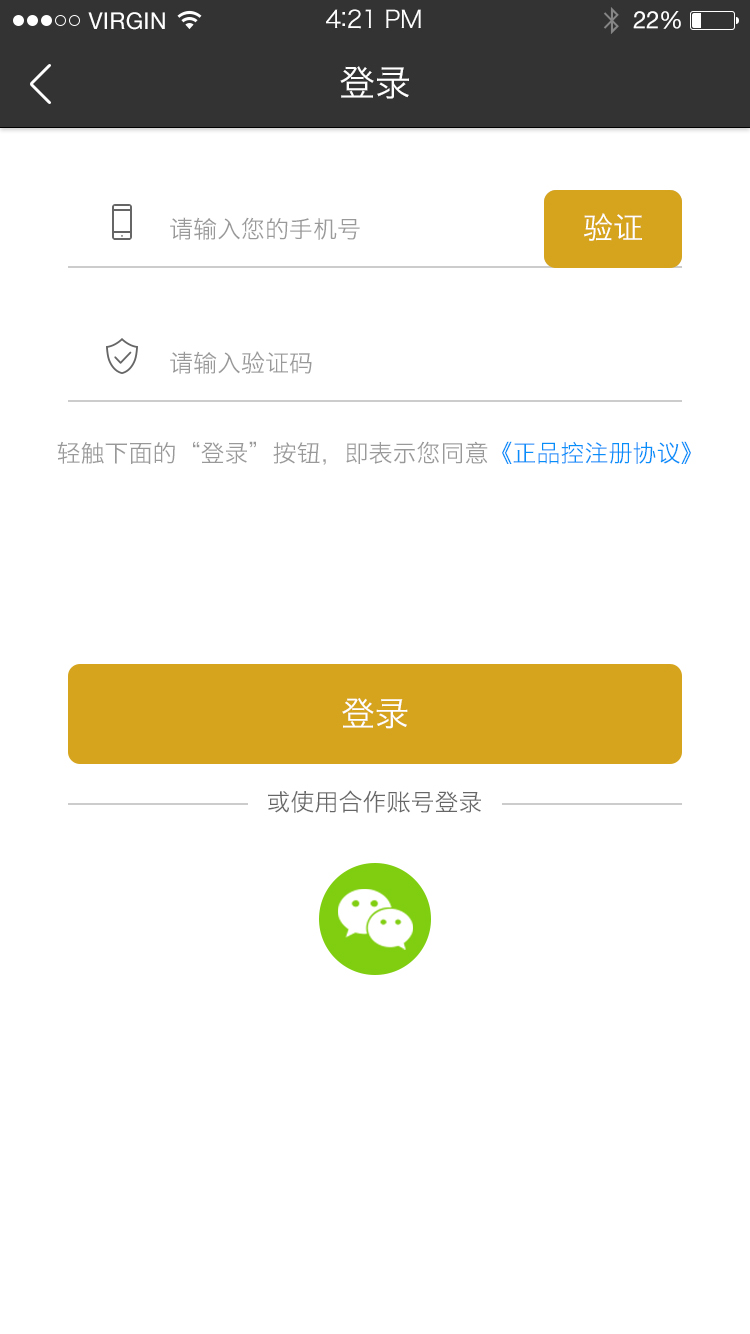 VIRGIN 4:21 PM 22%
登录
请输入您的手机号 验证
请输入验证码
轻触下面的“登录”按钮，即表示您同意《正品控注册协议》
登录
或使用合作账号登录